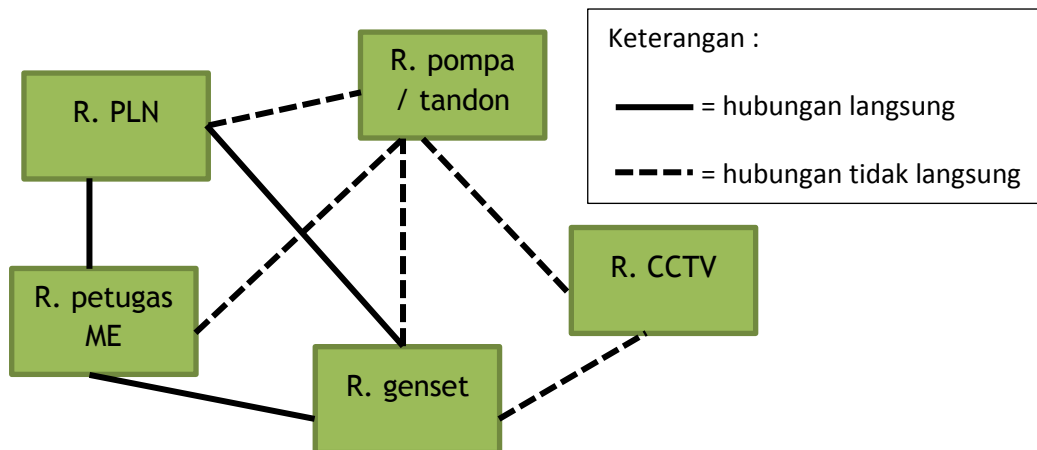 R. PLN
R. pompa
/ tandon
Keterangan :
= hubungan langsung
= hubungan tidak langsung
R. petugas
ME
R. genset
R. CCTV